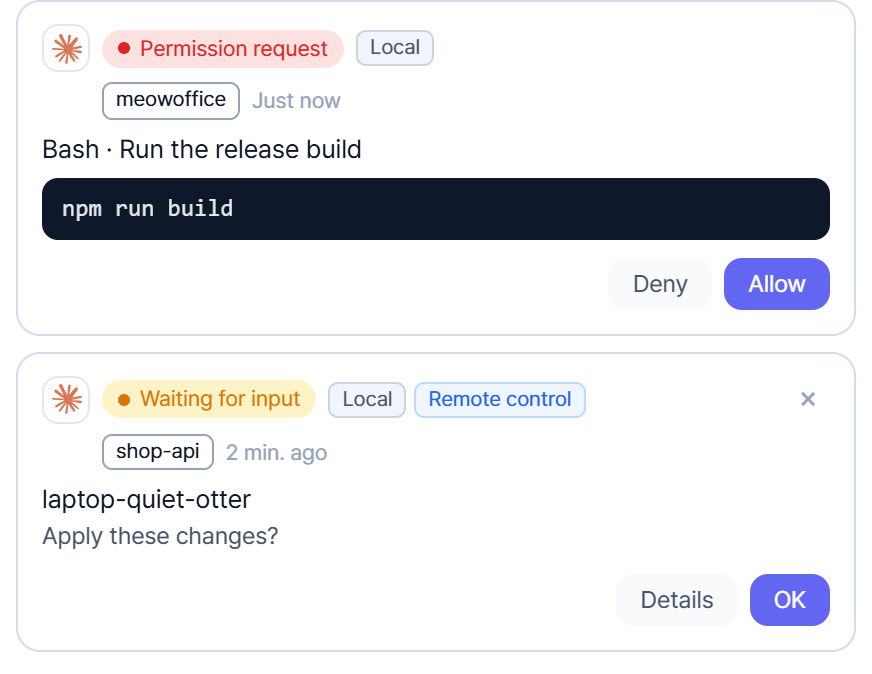 Permission request Local
meowoffice Just now
Bash · Run the release build
npm run build
Deny Allow
Waiting for input Local Remote control ×
shop-api 2 min. ago
laptop-quiet-otter
Apply these changes?
Details OK